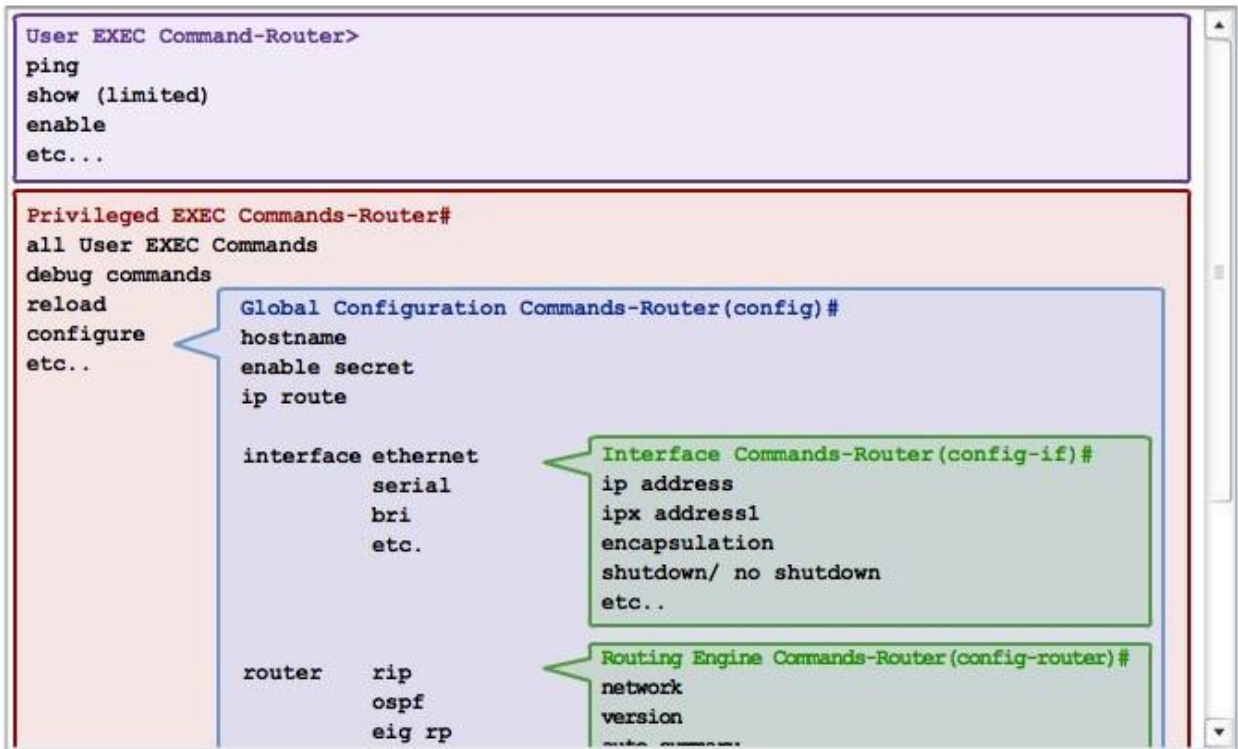 User EXEC Command-Router>
ping
show (limited)
enable
etc...
Privileged EXEC Commands-Router#
all User EXEC Commands
debug commands
reload
configure
etc..
Global Configuration Commands-Router(config)#
hostname
enable secret
ip route
interface ethernet
serial
bri
etc.
Interface Commands-Router(config-if)#
ip address
ipx address1
encapsulation
shutdown/ no shutdown
etc..
router rip
ospf
eig rp
Routing Engine Commands-Router(config-router)#
network
version
auto summary